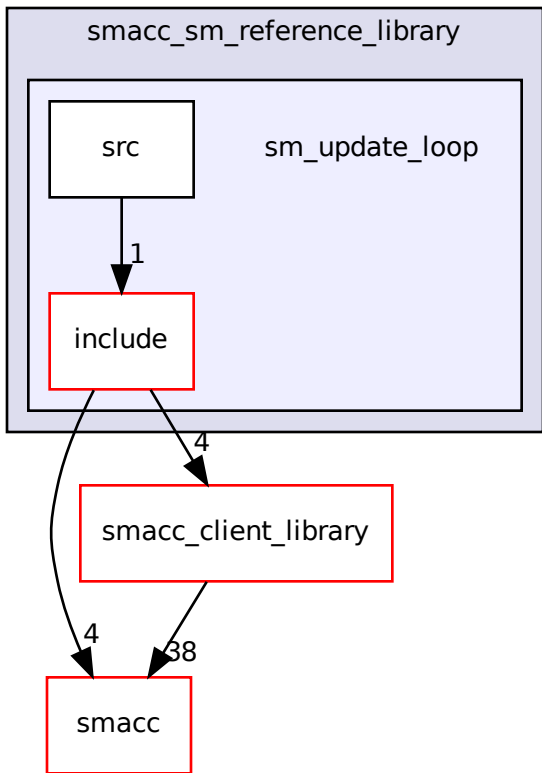 smacc_sm_reference_library
src
sm_update_loop
1
include
4
smacc_client_library
4
38
smacc